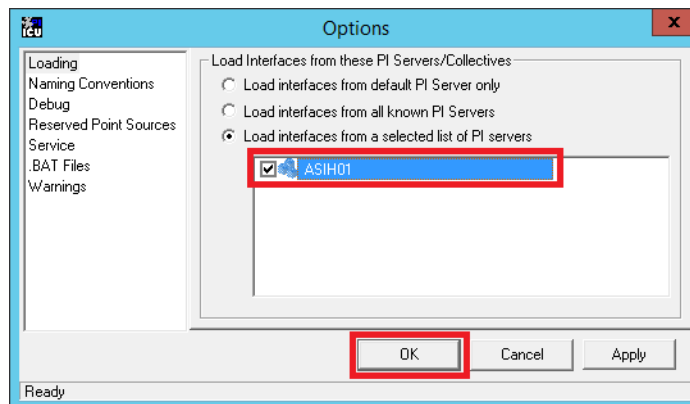 ICU
Options
x
Loading
Naming Conventions
Debug
Reserved Point Sources
Service
.BAT Files
Warnings
Load Interfaces from these PI Servers/Collectives
Load interfaces from default PI Server only
Load interfaces from all known PI Servers
Load interfaces from a selected list of PI servers
ASIH01
OK
Cancel
Apply
Ready